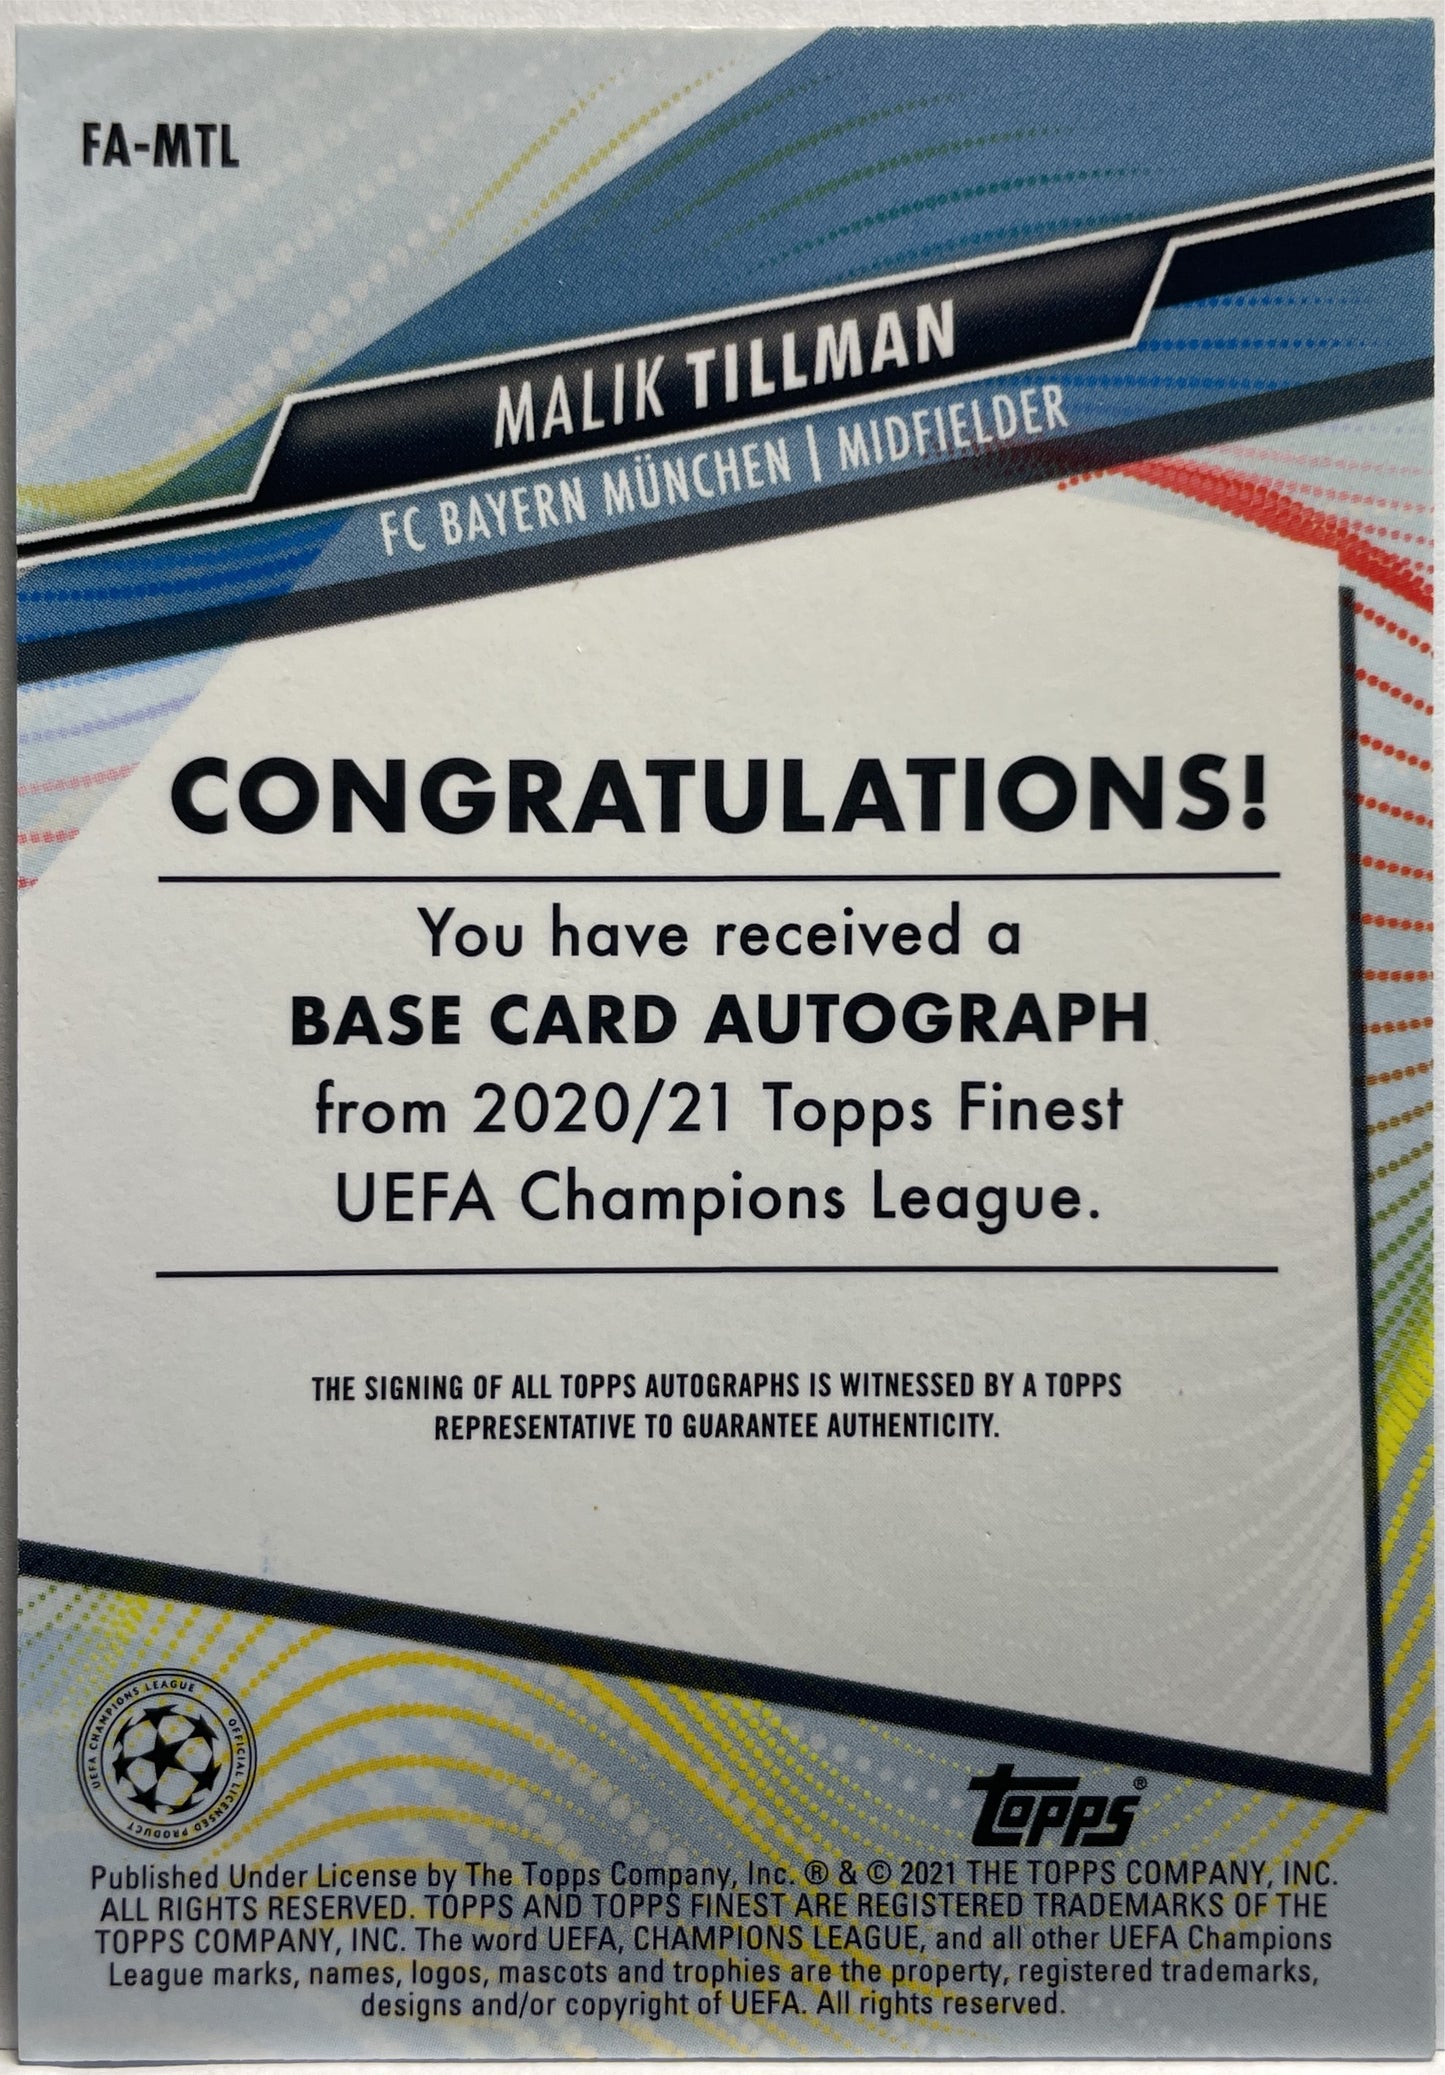 FA-MTL
MALIK TILLMAN
FC BAYERN MÜNCHEN | MIDFIELDER
CONGRATULATIONS!
You have received a
BASE CARD AUTOGRAPH
from 2020/21 Topps Finest
UEFA Champions League.
THE SIGNING OF ALL TOPPS AUTOGRAPHS IS WITNESSED BY A TOPPS
REPRESENTATIVE TO GUARANTEE AUTHENTICITY.
UEFA CHAMPIONS LEAGUE OFFICIAL LICENSED PRODUCT
topps®
Published Under License by The Topps Company, Inc. ® & © 2021 THE TOPPS COMPANY, INC.
ALL RIGHTS RESERVED. TOPPS AND TOPPS FINEST ARE REGISTERED TRADEMARKS OF THE
TOPPS COMPANY, INC. The word UEFA, CHAMPIONS LEAGUE, and all other UEFA Champions
League marks, names, logos, mascots and trophies are the property, registered trademarks,
designs and/or copyright of UEFA. All rights reserved.